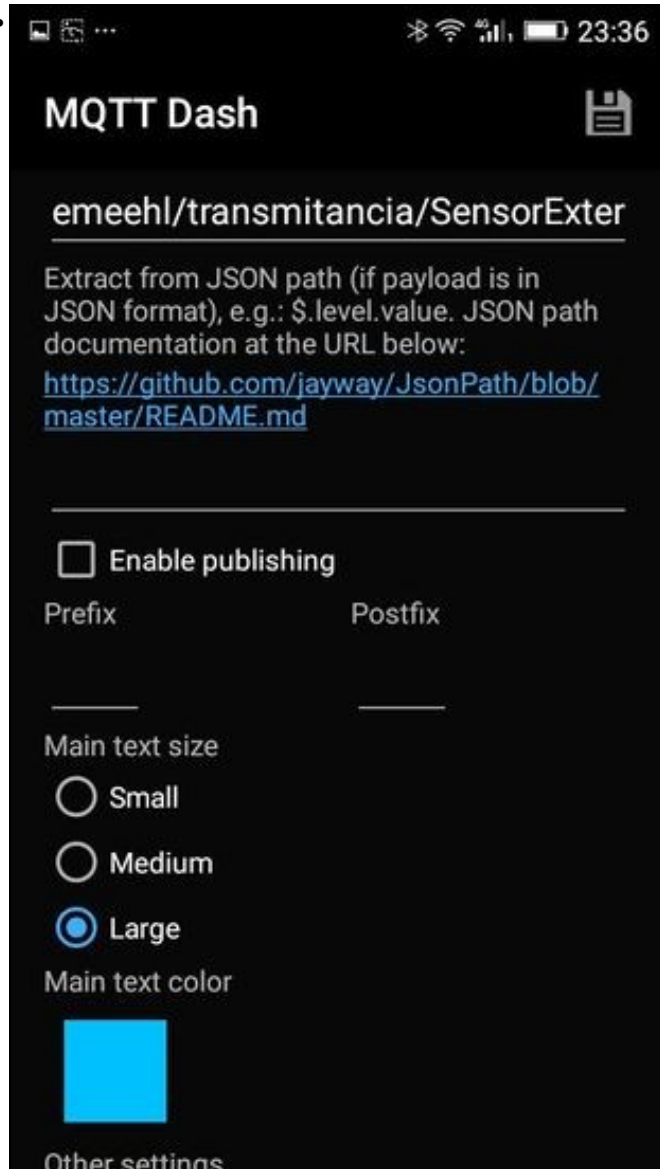 23:36
MQTT Dash
emeehl/transmitancia/SensorExter
Extract from JSON path (if payload is in
JSON format), e.g.: $.level.value. JSON path
documentation at the URL below:
https://github.com/jayway/JsonPath/blob/
master/README.md
Enable publishing
Prefix Postfix
Main text size
Small
Medium
Large
Main text color
Other settings